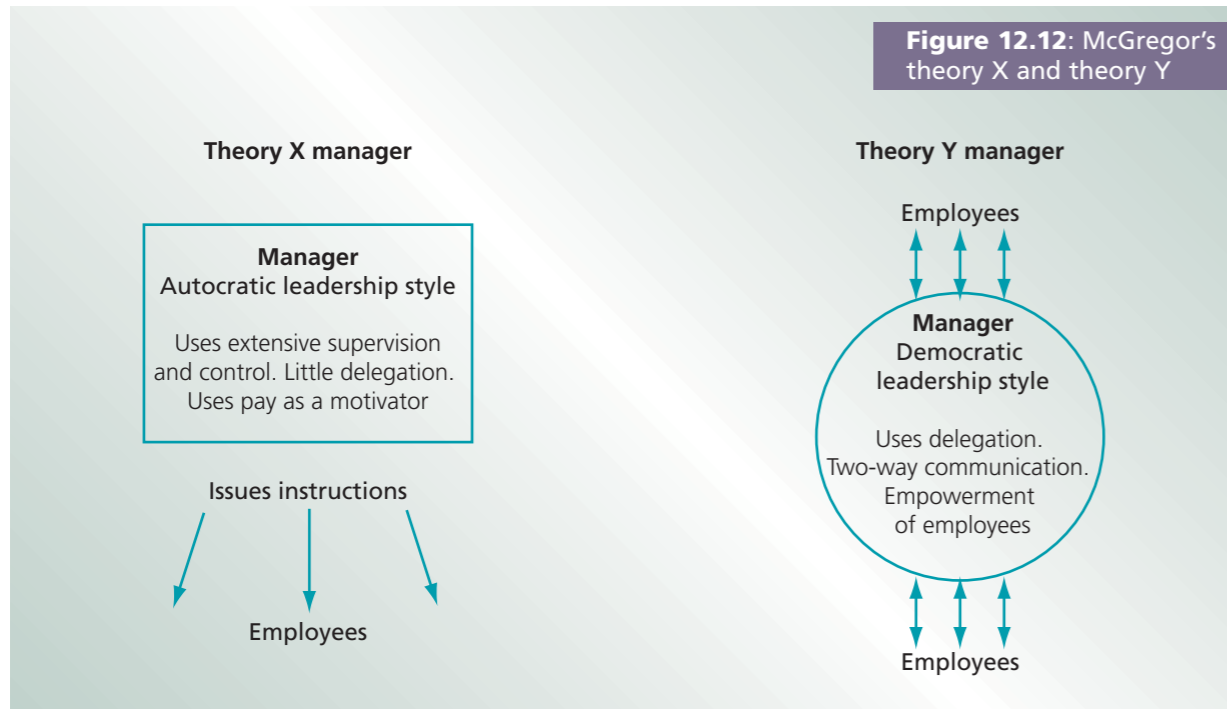 Figure 12.12: McGregor's
theory X and theory Y
Theory X manager
Manager
Autocratic leadership style
Uses extensive supervision
and control. Little delegation.
Uses pay as a motivator
Issues instructions
Employees
Theory Y manager
Employees
Manager
Democratic
leadership style
Uses delegation.
Two-way communication.
Empowerment
of employees
Employees